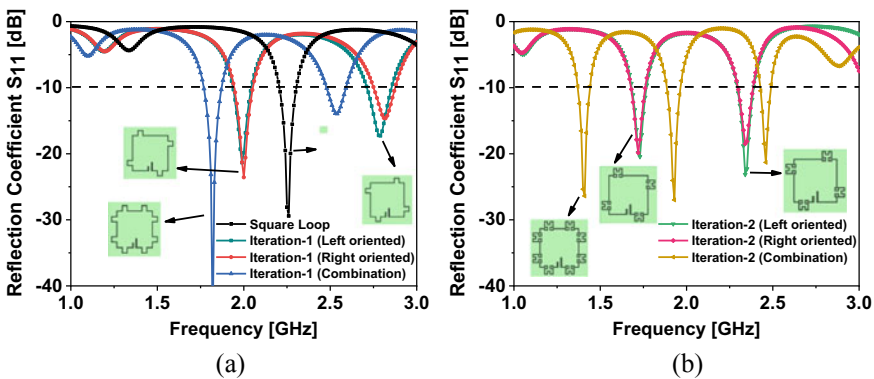 (a)
0
-10
-20
-30
-40
Reflection Coefficient S11 [dB]
Square Loop
Iteration-1 (Left oriented)
Iteration-1 (Right oriented)
Iteration-1 (Combination)
1.0 1.5 2.0 2.5 3.0
Frequency [GHz]
(a)
(b)
0
-10
-20
-30
-40
Reflection Coefficient S11 [dB]
Iteration-2 (Left oriented)
Iteration-2 (Right oriented)
Iteration-2 (Combination)
1.0 1.5 2.0 2.5 3.0
Frequency [GHz]
(b)